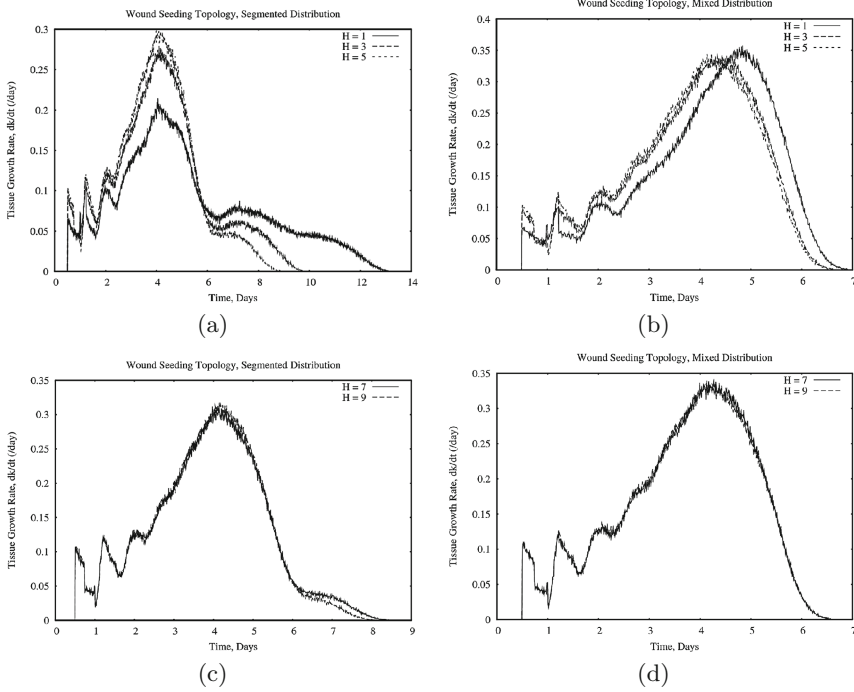 Wound Seeding Topology, Segmented Distribution
Tissue Growth Rate, dk/dt (/day)
H = 1
H = 3
H = 5
0.3
0.25
0.2
0.15
0.1
0.05
0
0 2 4 6 8 10 12 14
Time, Days
(a)
Wound Seeding Topology, Mixed Distribution
Tissue Growth Rate, dk/dt (/day)
H = 1
H = 3
H = 5
0.4
0.35
0.3
0.25
0.2
0.15
0.1
0.05
0
0 1 2 3 4 5 6 7
Time, Days
(b)
Wound Seeding Topology, Segmented Distribution
Tissue Growth Rate, dk/dt (/day)
H = 7
H = 9
0.35
0.3
0.25
0.2
0.15
0.1
0.05
0
0 1 2 3 4 5 6 7 8 9
Time, Days
(c)
Wound Seeding Topology, Mixed Distribution
Tissue Growth Rate, dk/dt (/day)
H = 7
H = 9
0.35
0.3
0.25
0.2
0.15
0.1
0.05
0
0 1 2 3 4 5 6 7
Time, Days
(d)